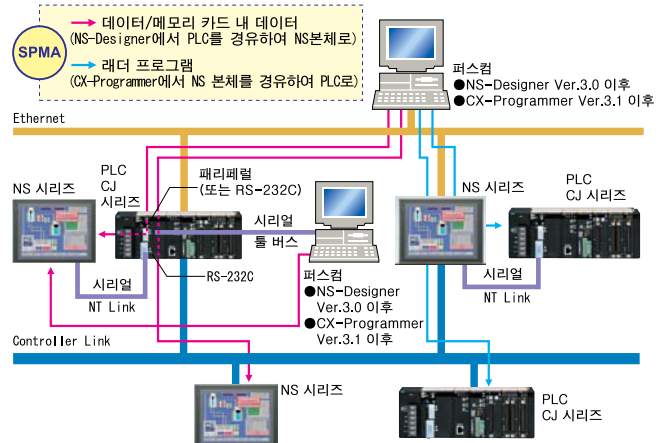 SPMA
데이터/메모리 카드 내 데이터
(NS-Designer에서 PLC를 경유하여 NS본체로)
래더 프로그램
(CX-Programmer에서 NS 본체를 경유하여 PLC로)
퍼스컴
●NS-Designer Ver.3.0 이후
●CX-Programmer Ver.3.1 이후
Ethernet
NS 시리즈
PLC
CJ
시리즈
패리페럴
(또는 RS-232C)
시리얼
툴 버스
NS 시리즈
PLC
CJ 시리즈
RS-232C
시리얼
NT Link
퍼스컴
●NS-Designer
Ver.3.0 이후
●CX-Programmer
Ver.3.1 이후
시리얼
NT Link
Controller Link
NS 시리즈
PLC
CJ 시리즈